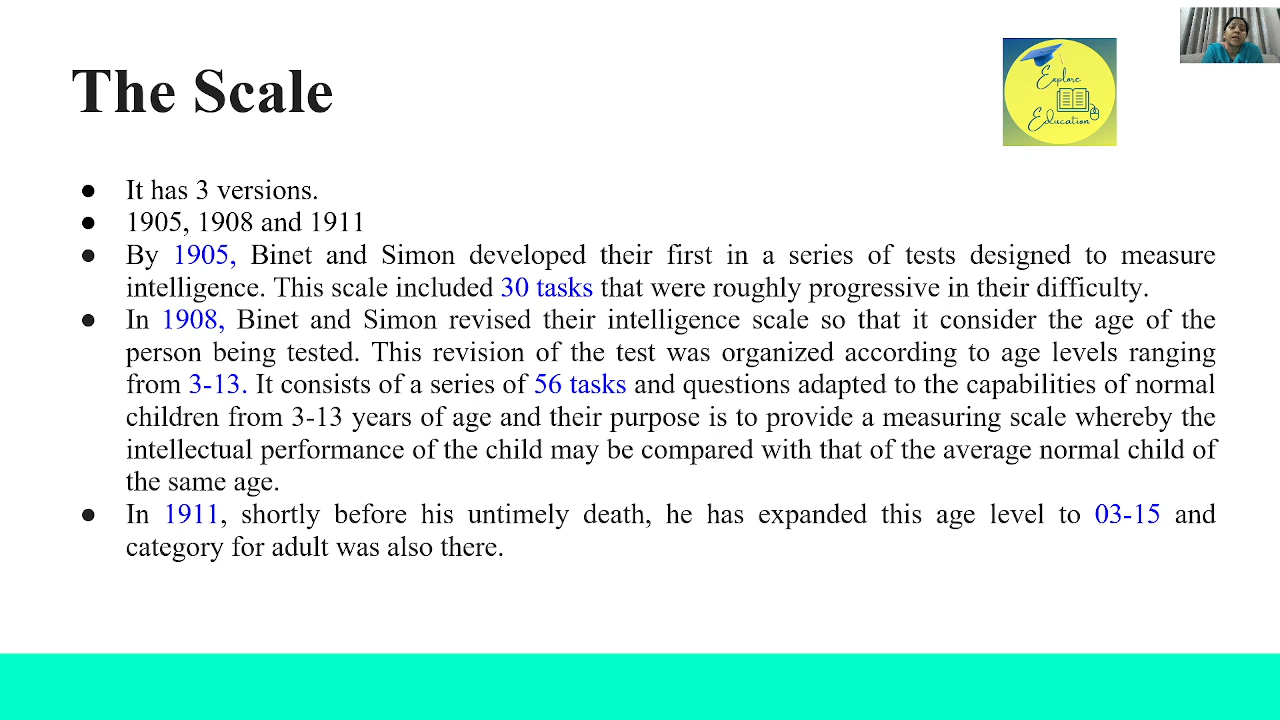 The Scale
Explore
Education
● It has 3 versions.
● 1905, 1908 and 1911
● By 1905, Binet and Simon developed their first in a series of tests designed to measure
intelligence. This scale included 30 tasks that were roughly progressive in their difficulty.
● In 1908, Binet and Simon revised their intelligence scale so that it consider the age of the
person being tested. This revision of the test was organized according to age levels ranging
from 3-13. It consists of a series of 56 tasks and questions adapted to the capabilities of normal
children from 3-13 years of age and their purpose is to provide a measuring scale whereby the
intellectual performance of the child may be compared with that of the average normal child of
the same age.
● In 1911, shortly before his untimely death, he has expanded this age level to 03-15 and
category for adult was also there.